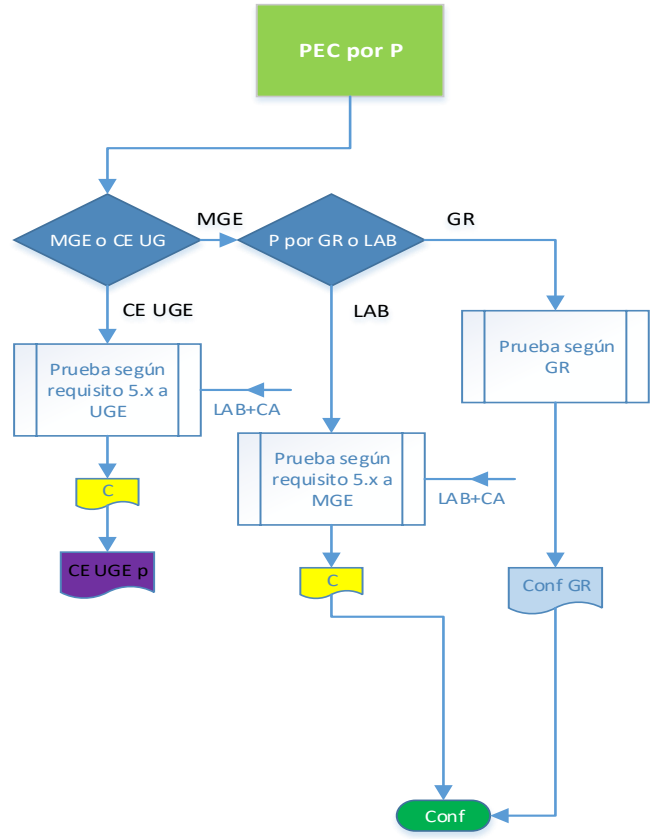 PEC por P
MGE o CE UG
MGE
P por GR o LAB
GR
CE UGE
LAB
Prueba según
requisito 5.x a
UGE
LAB+CA
Prueba según
GR
Prueba según
requisito 5.x a
MGE
LAB+CA
C
CE UGE p
C
Conf GR
Conf